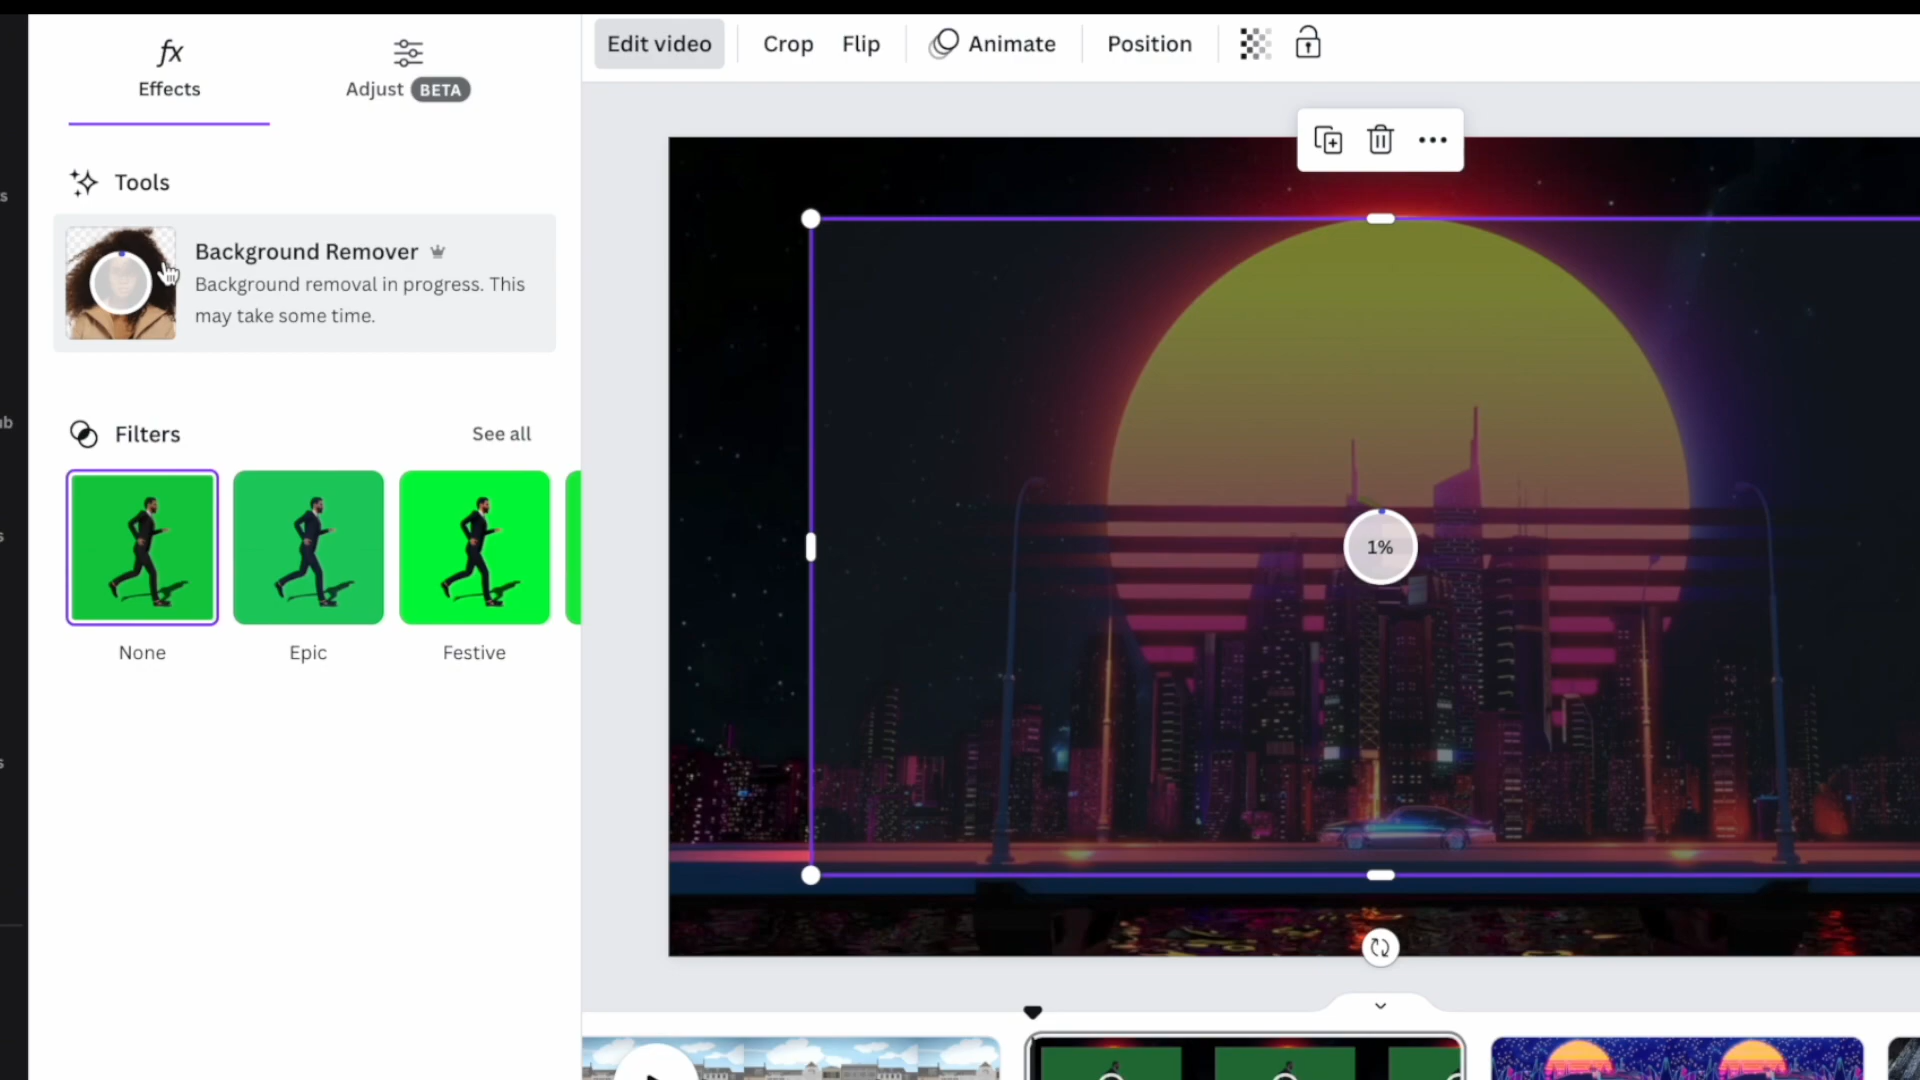 Edit video
Crop
Flip
Animate
Position
Effects
Adjust BETA
Tools
Background Remover
Background removal in progress. This
may take some time.
Filters
See all
None
Epic
Festive
1%